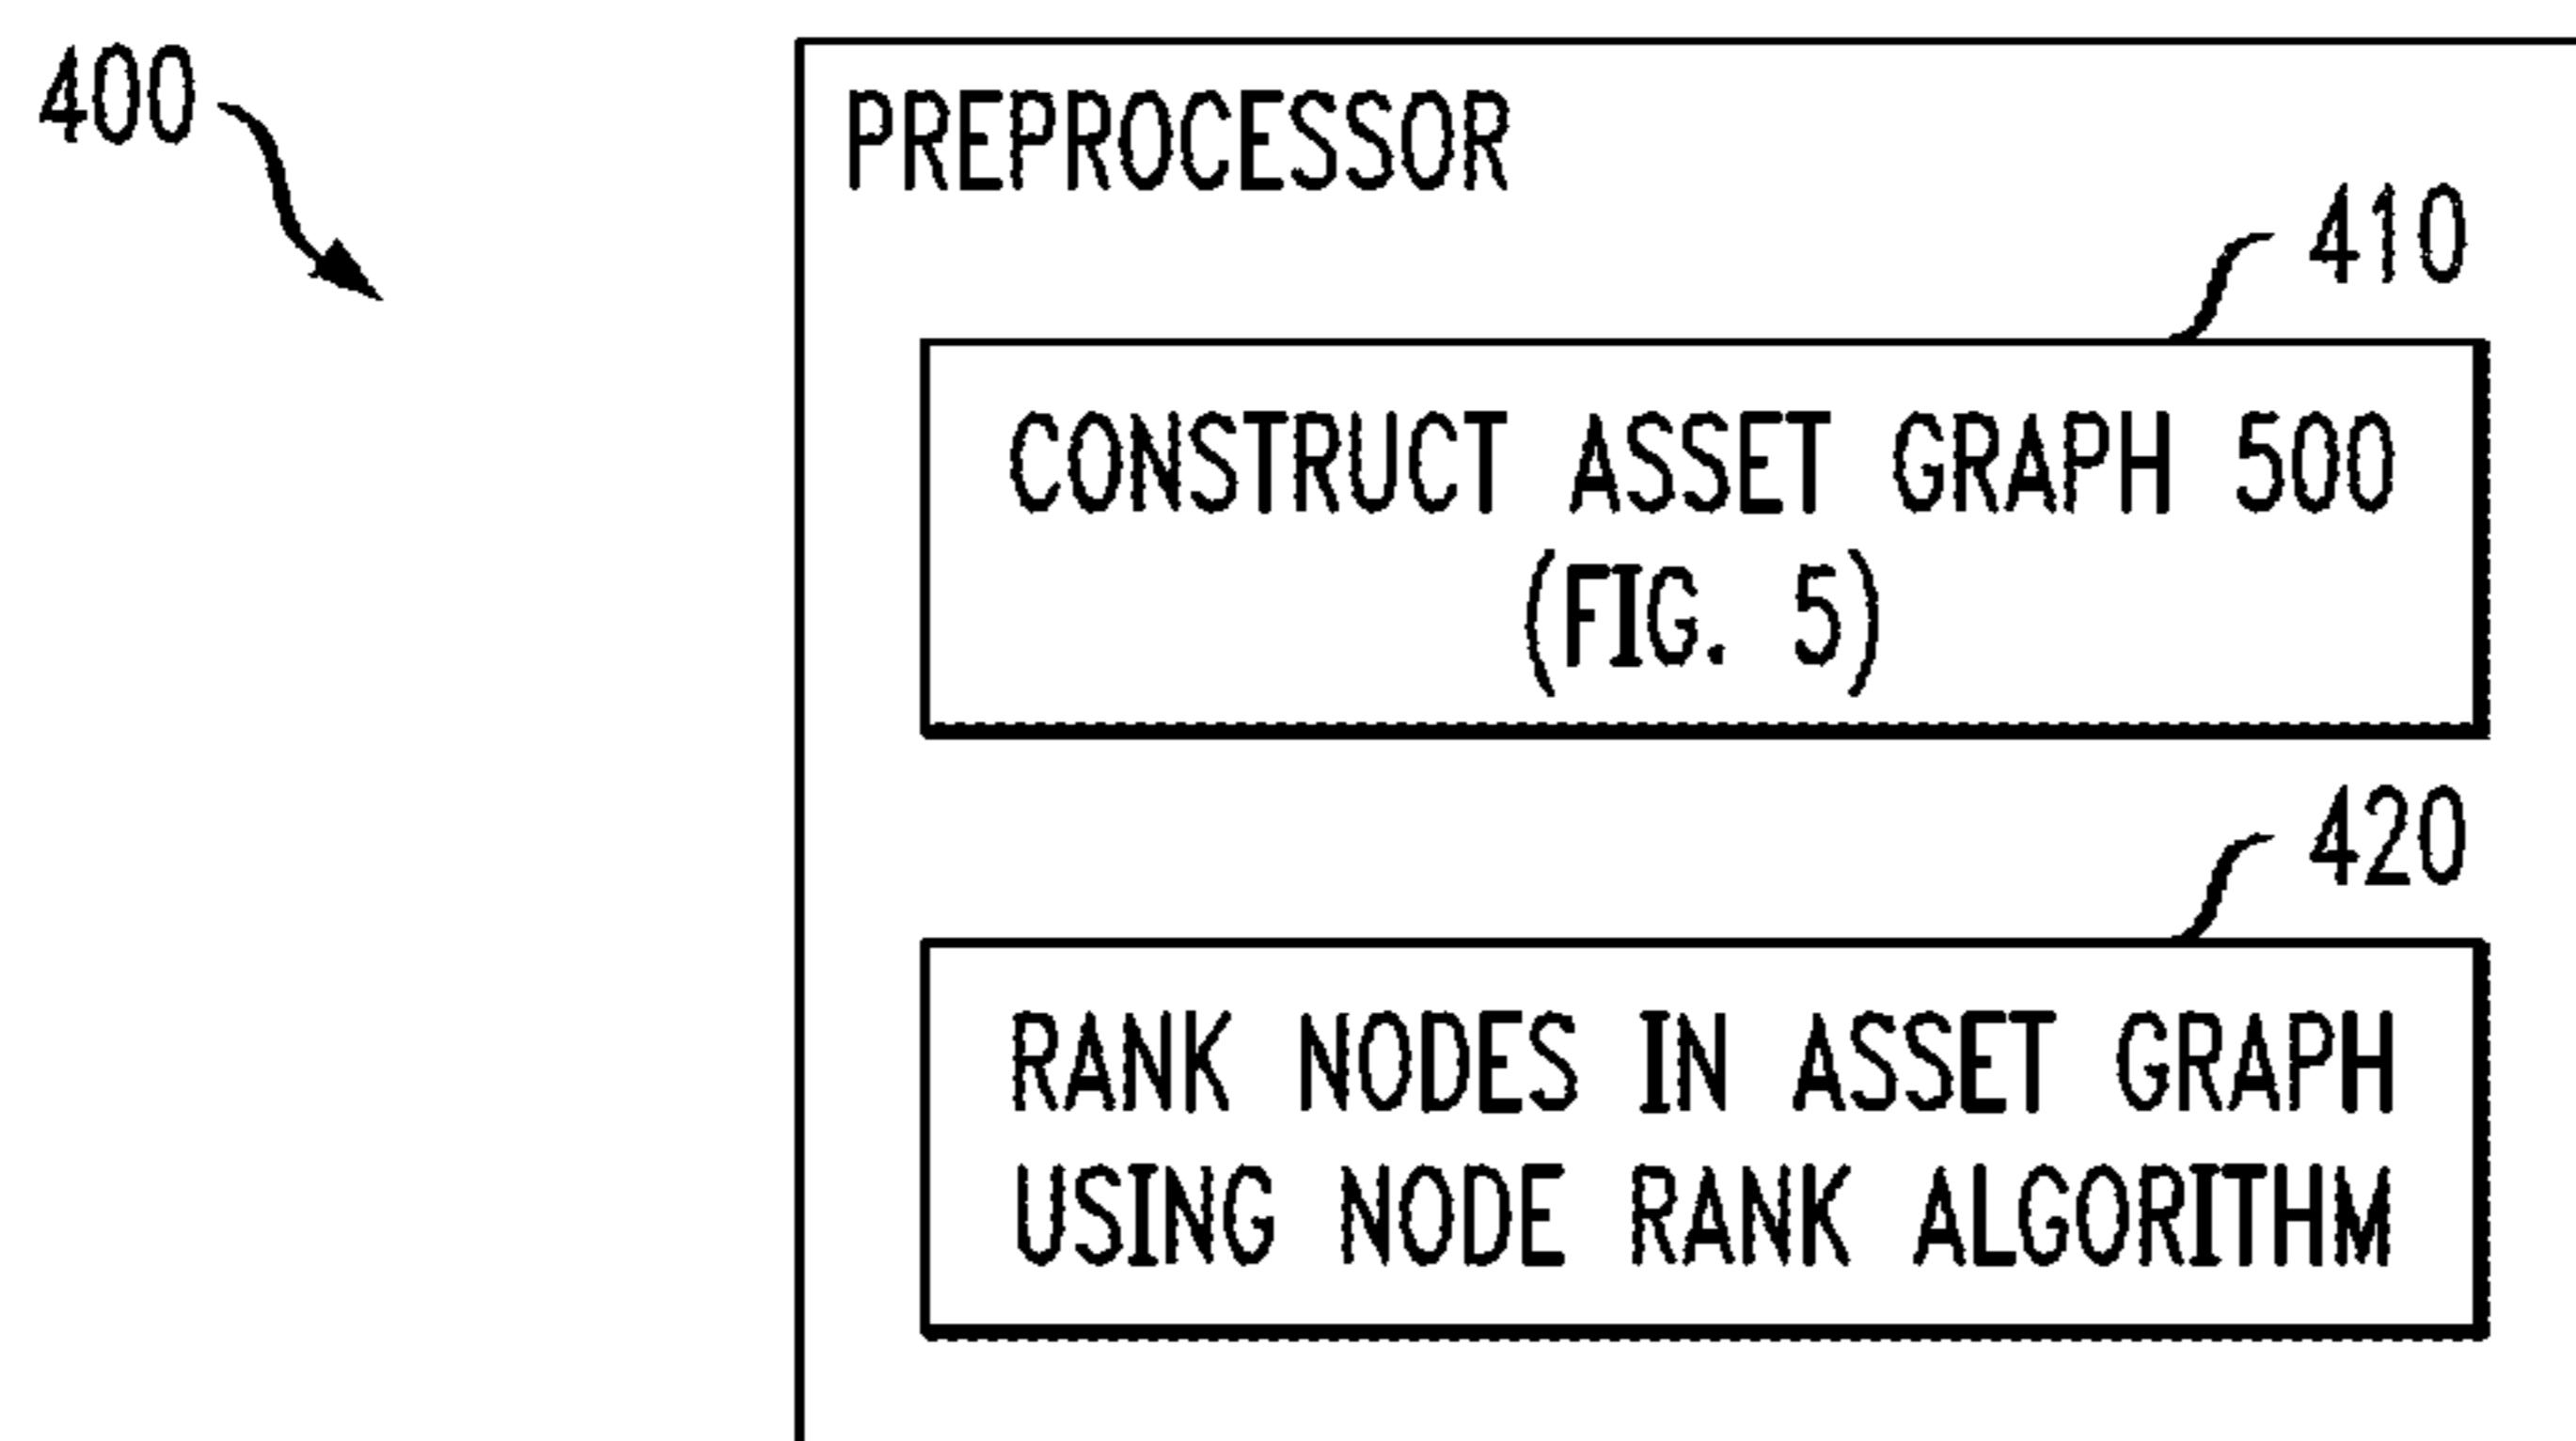 400
PREPROCESSOR
410
CONSTRUCT ASSET GRAPH 500
(FIG. 5)
420
RANK NODES IN ASSET GRAPH
USING NODE RANK ALGORITHM